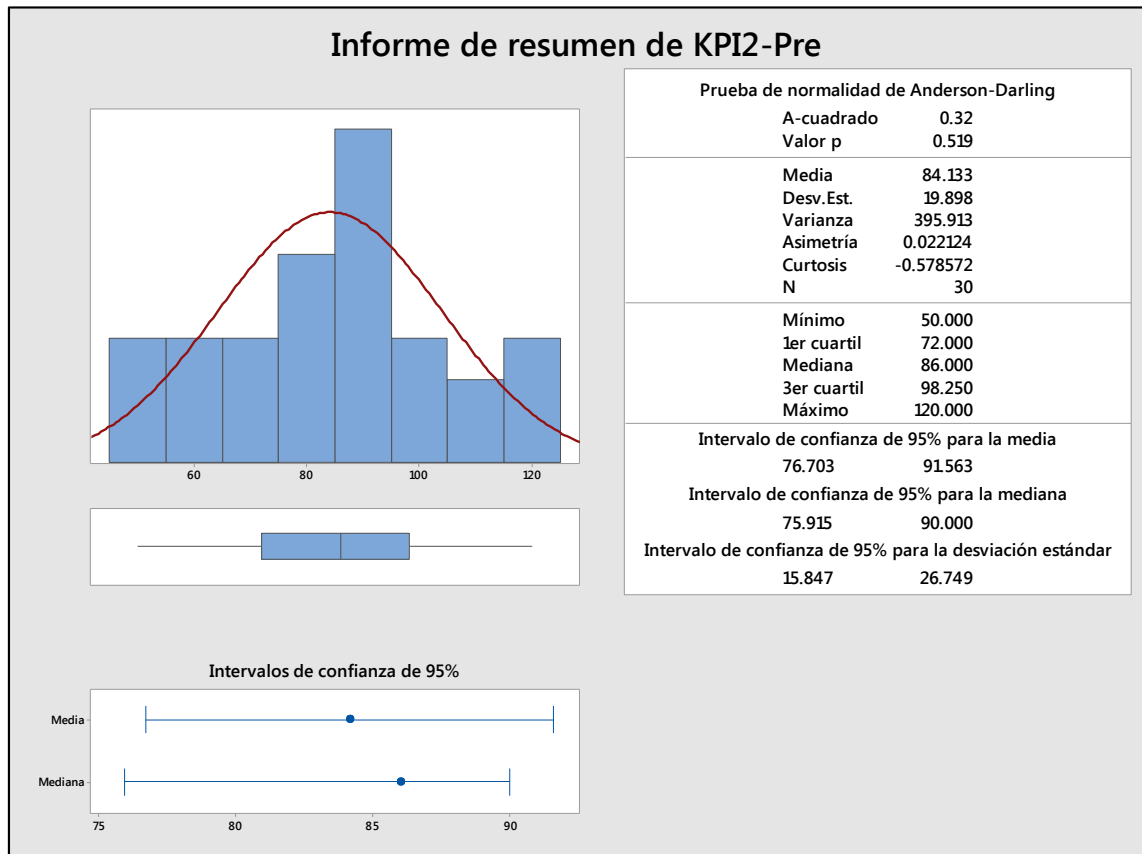 Informe de resumen de KPI2-Pre
60 80 100 120
Intervalos de confianza de 95%
Media
Mediana
75 80 85 90
Prueba de normalidad de Anderson-Darling
A-cuadrado 0.32
Valor p 0.519
Media 84.133
Desv.Est. 19.898
Varianza 395.913
Asimetría 0.022124
Curtosis -0.578572
N 30
Mínimo 50.000
1er cuartil 72.000
Mediana 86.000
3er cuartil 98.250
Máximo 120.000
Intervalo de confianza de 95% para la media
76.703 91.563
Intervalo de confianza de 95% para la mediana
75.915 90.000
Intervalo de confianza de 95% para la desviación estándar
15.847 26.749